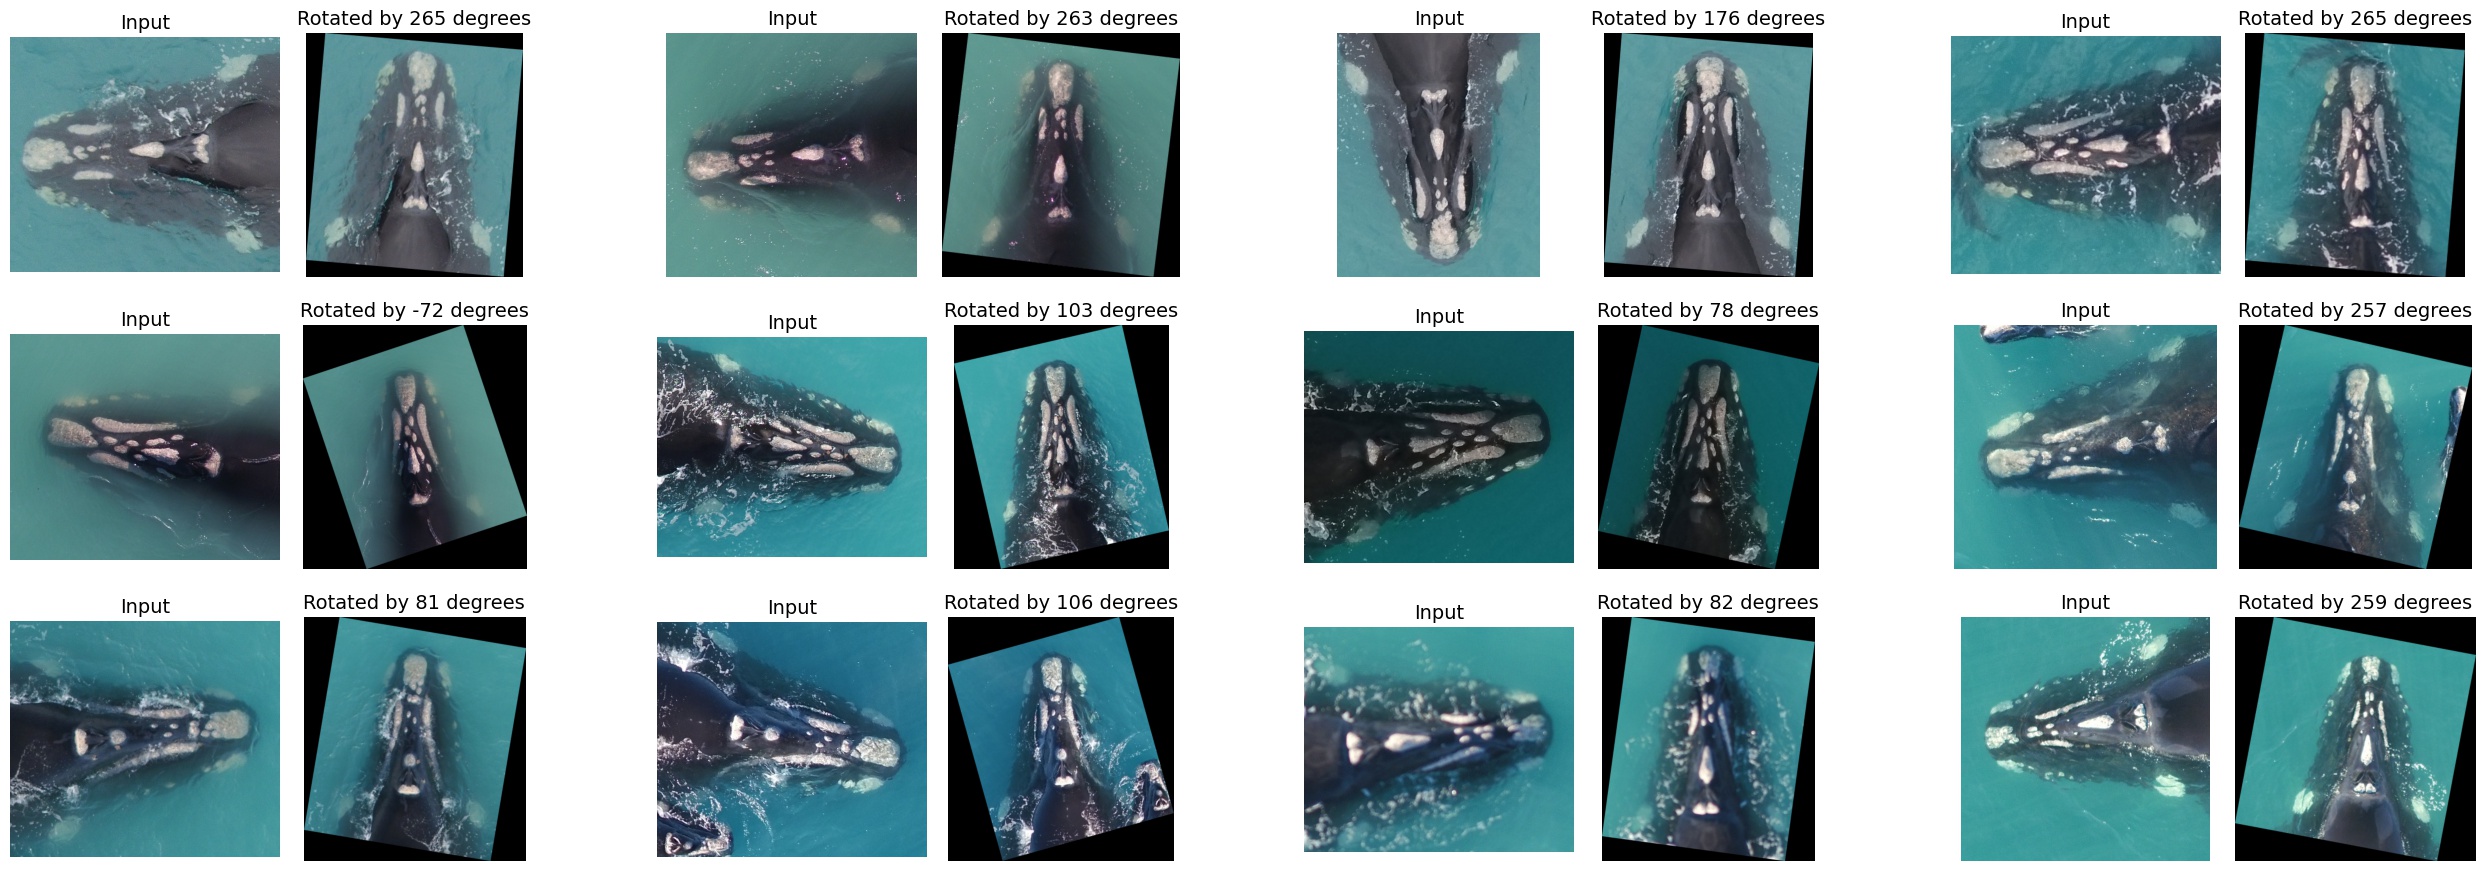 Input Rotated by 265 degrees Input Rotated by 263 degrees Input Rotated by 176 degrees Input Rotated by 265 degrees
Input Rotated by -72 degrees Input Rotated by 103 degrees Input Rotated by 78 degrees Input Rotated by 257 degrees
Input Rotated by 81 degrees Input Rotated by 106 degrees Input Rotated by 82 degrees Input Rotated by 259 degrees